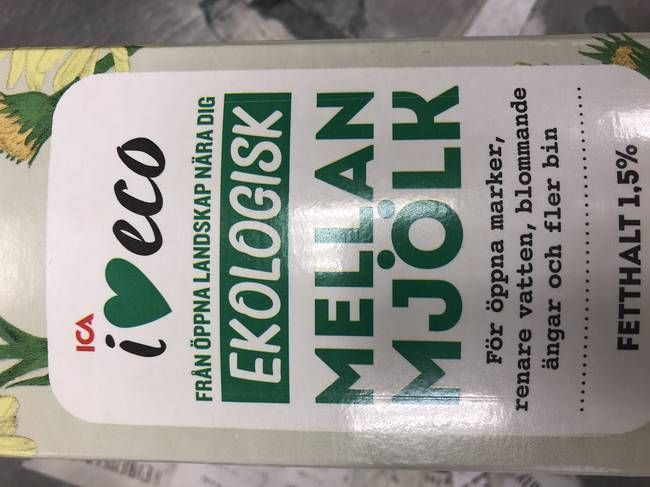 ICA
i eco
FRÅN ÖPPNA LANDSKAP NÄRA DIG
EKOLOGISK
MELLAN
MJÖLK
För öppna marker,
renare vatten, blommande
ängar och fler bin
FETTHALT 1,5%